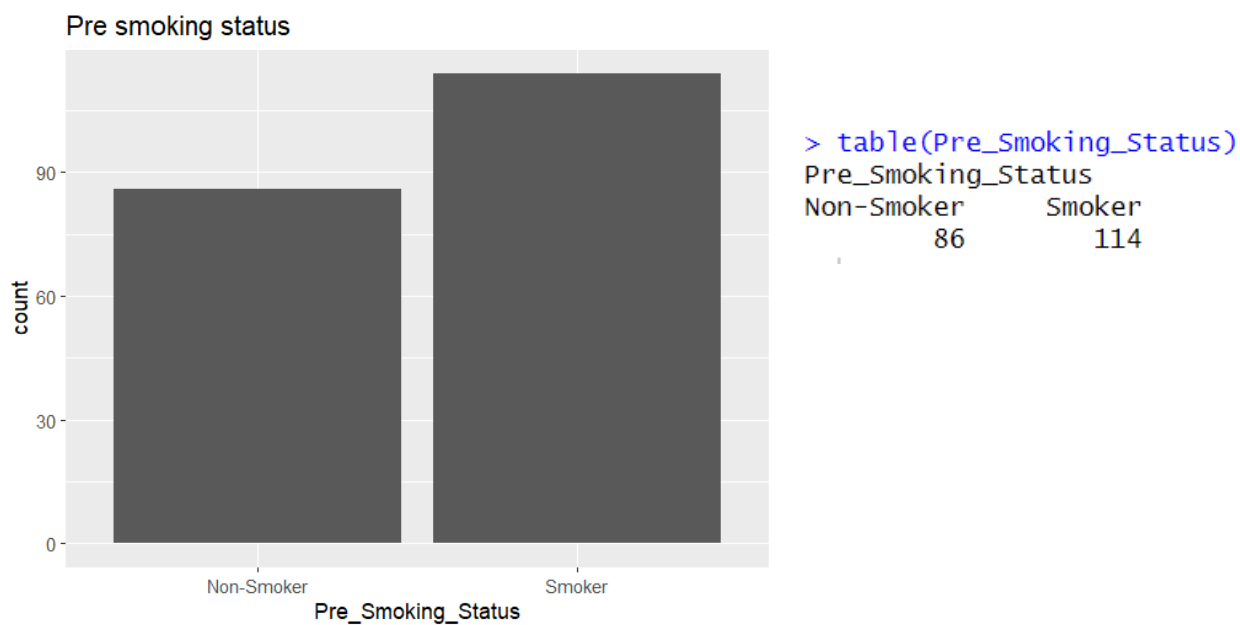 Pre smoking status
count
90
60
30
0
Non-Smoker Smoker
Pre_Smoking_Status
> table(Pre_Smoking_Status)
Pre_Smoking_Status
Non-Smoker Smoker
86 114